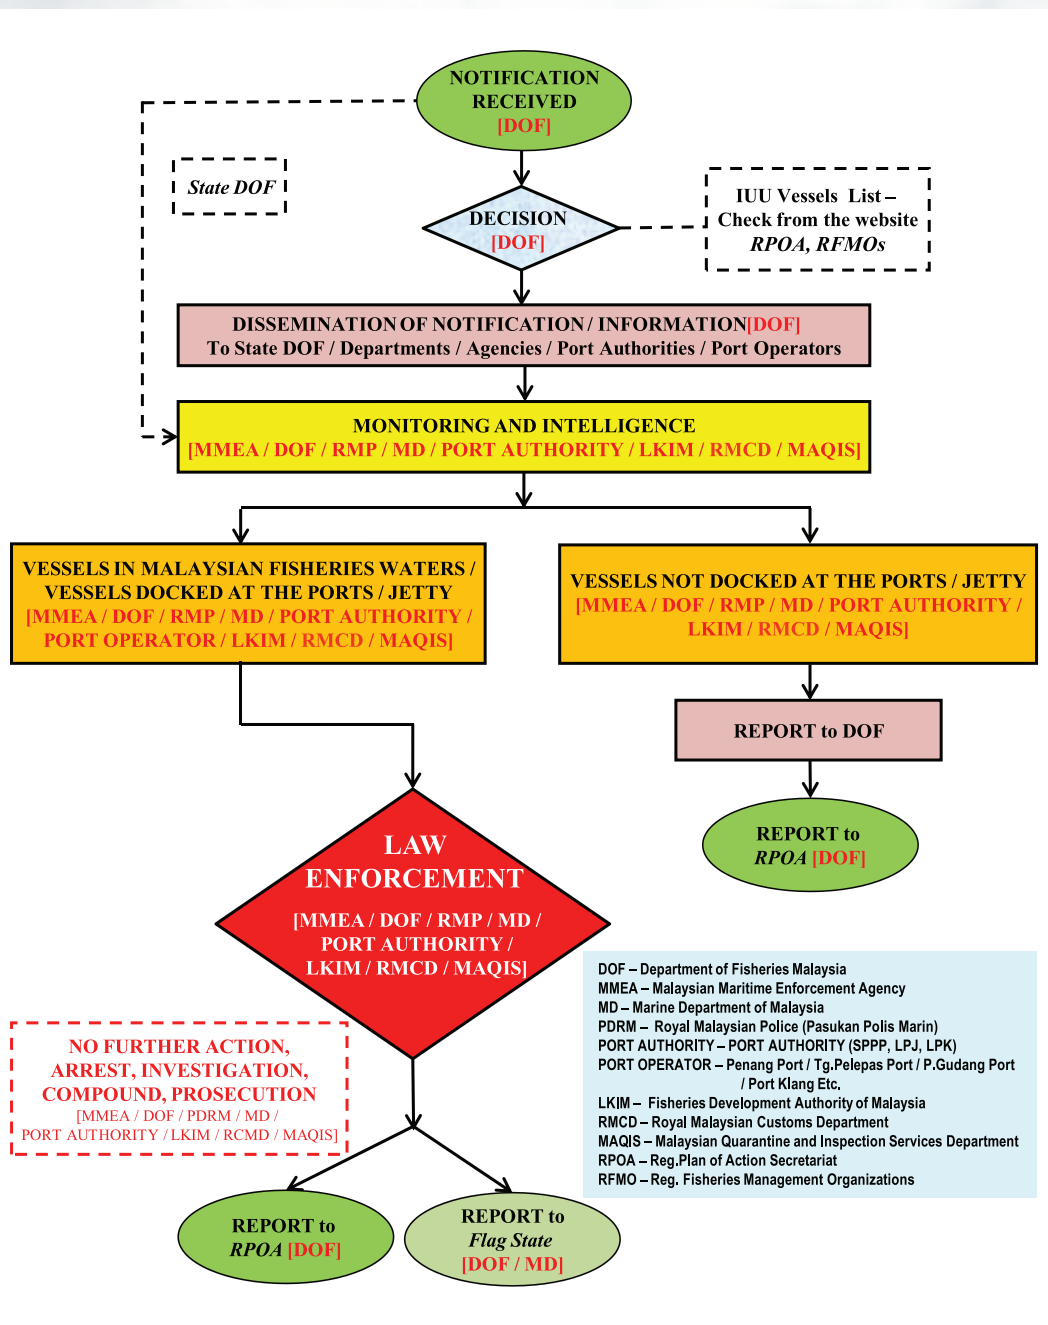 NOTIFICATION
RECEIVED
[DOF]
State DOF
DECISION
[DOF]
IUU Vessels List –
Check from the website
RPOA, RFMOs
DISSEMINATION OF NOTIFICATION / INFORMATION[DOF]
To State DOF / Departments / Agencies / Port Authorities / Port Operators
MONITORING AND INTELLIGENCE
[MMEA / DOF / RMP / MD / PORT AUTHORITY / LKIM / RMCD / MAQIS]
VESSELS IN MALAYSIAN FISHERIES WATERS /
VESSELS DOCKED AT THE PORTS / JETTY
[MMEA / DOF / RMP / MD / PORT AUTHORITY /
PORT OPERATOR / LKIM / RMCD / MAQIS]
VESSELS NOT DOCKED AT THE PORTS / JETTY
[MMEA / DOF / RMP / MD / PORT AUTHORITY /
LKIM / RMCD / MAQIS]
REPORT to DOF
REPORT to
RPOA [DOF]
LAW
ENFORCEMENT
[MMEA / DOF / RMP / MD /
PORT AUTHORITY /
LKIM / RMCD / MAQIS]
NO FURTHER ACTION,
ARREST, INVESTIGATION,
COMPOUND, PROSECUTION
[MMEA / DOF / PDRM / MD /
PORT AUTHORITY / LKIM / RCMD / MAQIS]
REPORT to
RPOA [DOF]
REPORT to
Flag State
[DOF / MD]
DOF – Department of Fisheries Malaysia
MMEA – Malaysian Maritime Enforcement Agency
MD – Marine Department of Malaysia
PDRM – Royal Malaysian Police (Pasukan Polis Marin)
PORT AUTHORITY – PORT AUTHORITY (SPPP, LPJ, LPK)
PORT OPERATOR – Penang Port / Tg.Pelepas Port / P.Gudang Port
/ Port Klang Etc.
LKIM – Fisheries Development Authority of Malaysia
RMCD – Royal Malaysian Customs Department
MAQIS – Malaysian Quarantine and Inspection Services Department
RPOA – Reg.Plan of Action Secretariat
RFMO – Reg. Fisheries Management Organizations